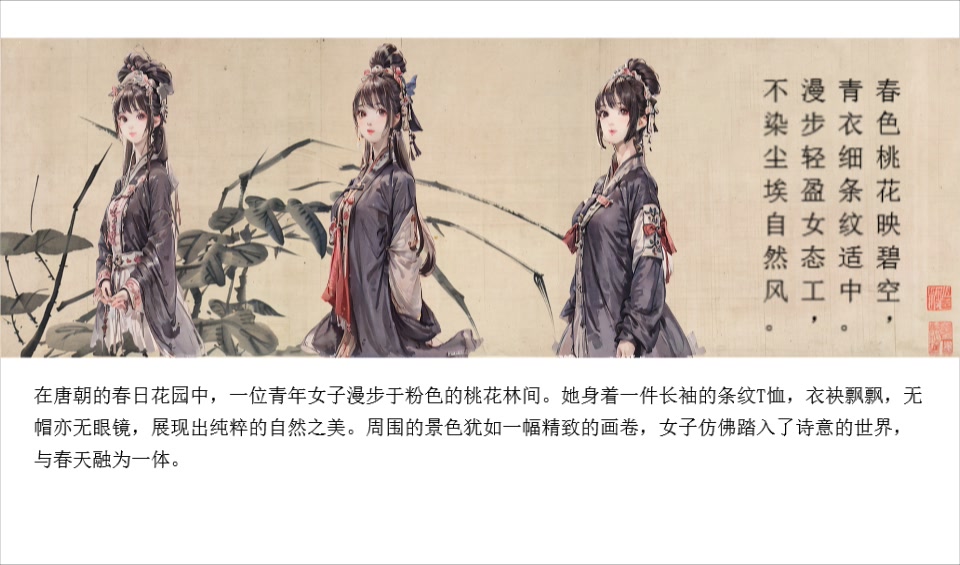 春色桃花映碧空，
青衣细条纹适中。
漫步轻盈女态工，
不染尘埃自然风。
在唐朝的春日花园中，一位青年女子漫步于粉色的桃花林间。她身着一件长袖的条纹T恤，衣袂飘飘，无
帽亦无眼镜，展现出纯粹的自然之美。周围的景色犹如一幅精致的画卷，女子仿佛踏入了诗意的世界，
与春天融为一体。